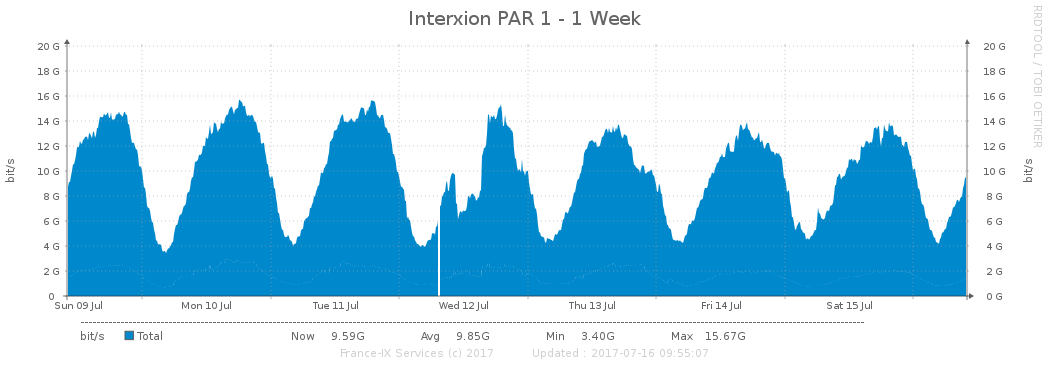 Interxion PAR 1 - 1 Week
RRDTOOL / TOBI OETIKER
20 G 20 G
18 G 18 G
16 G 16 G
14 G 14 G
12 G 12 G
10 G 10 G
8 G 8 G
6 G 6 G
4 G 4 G
2 G 2 G
0 0 G
bit/s
bit/s
Sun 09 Jul Mon 10 Jul Tue 11 Jul Wed 12 Jul Thu 13 Jul Fri 14 Jul Sat 15 Jul
bit/s Total Now 9.59G Avg 9.85G Min 3.40G Max 15.67G
France-IX Services (c) 2017 Updated : 2017-07-16 09:55:07